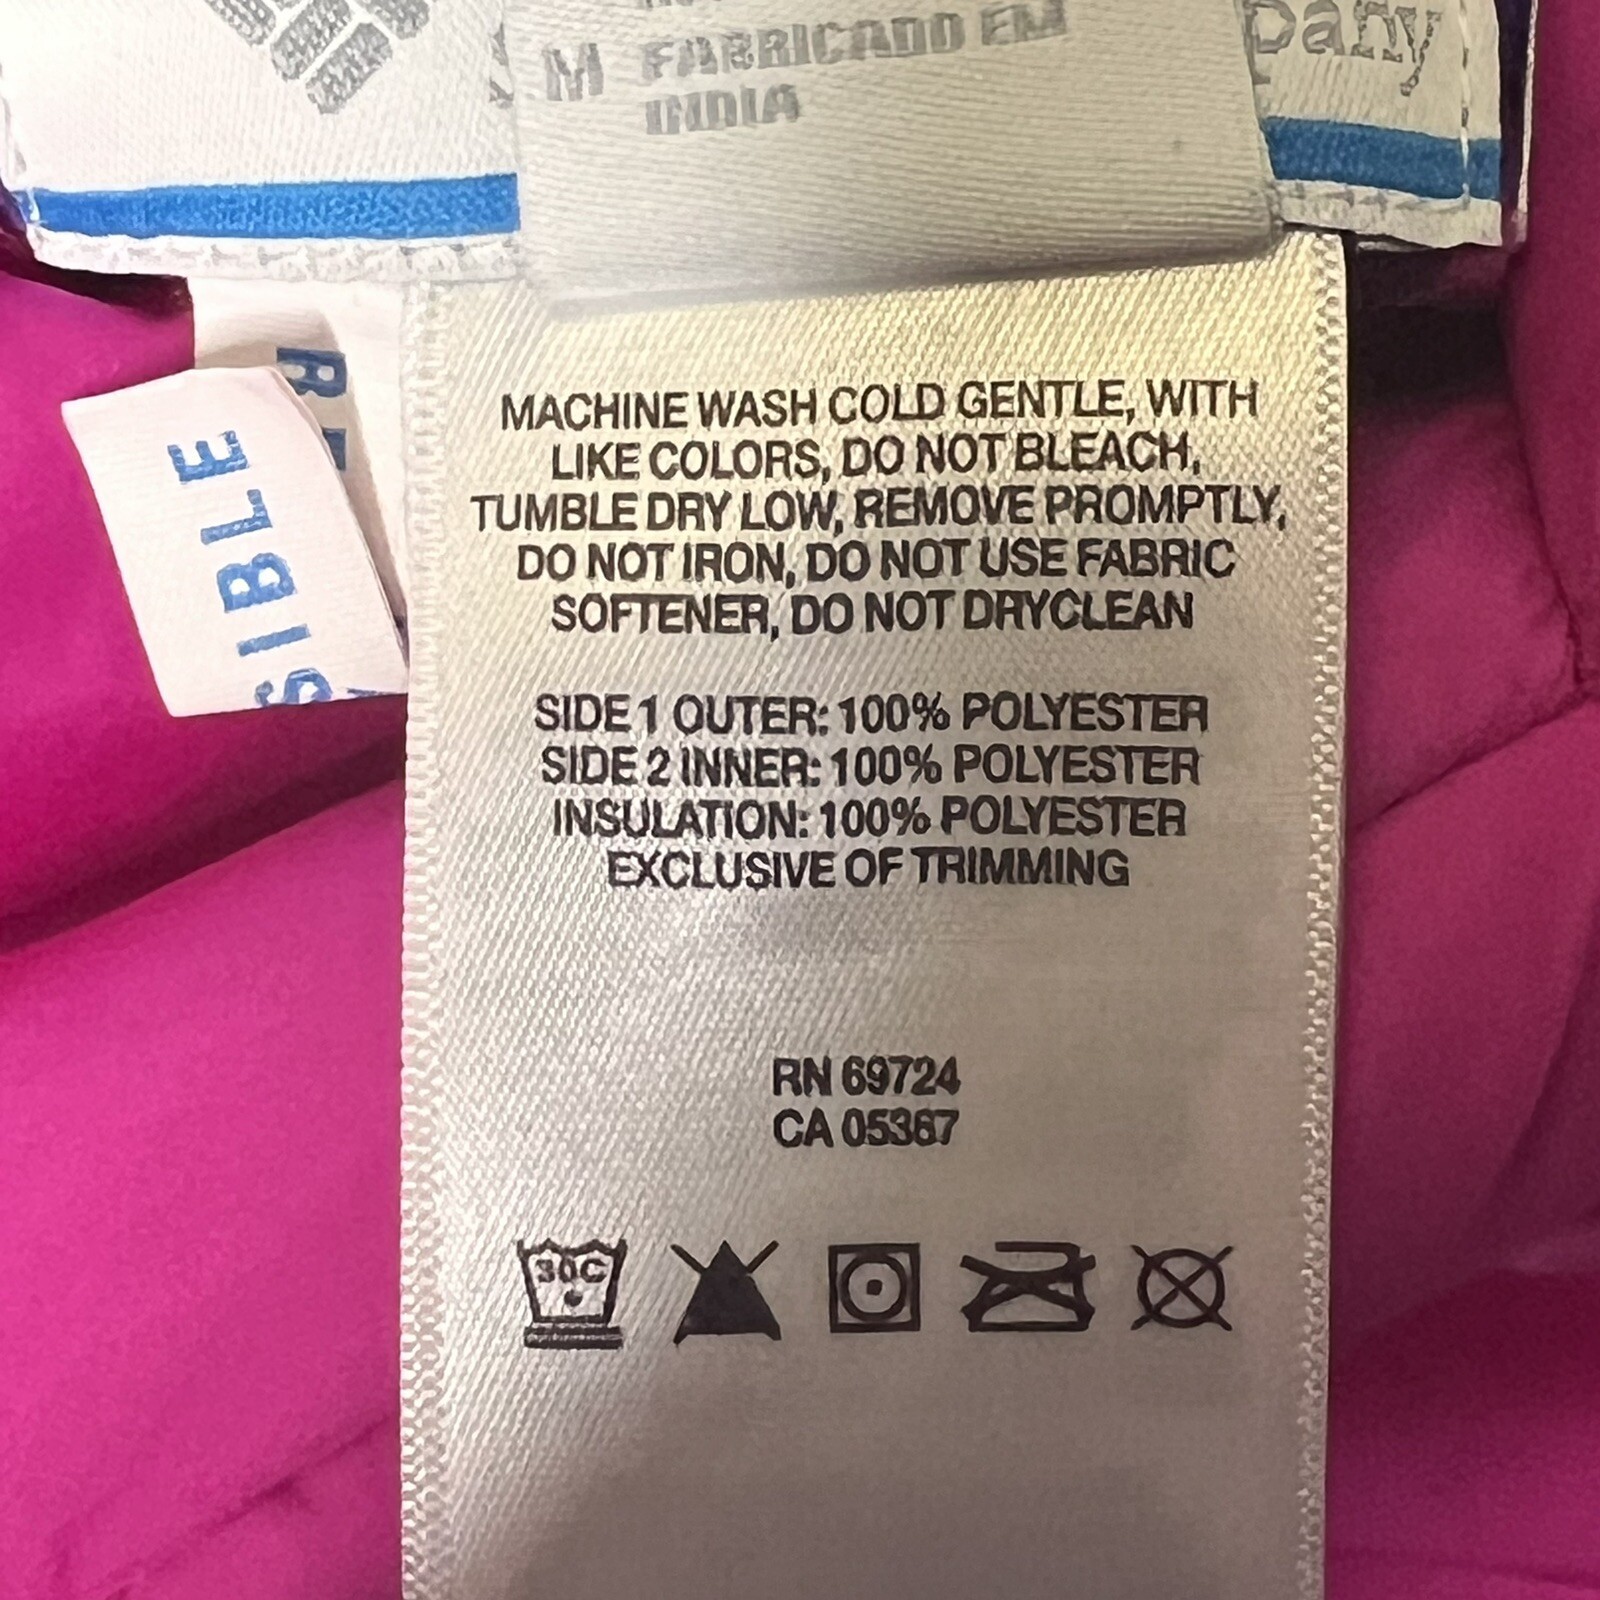 pany
M FABRICADO EM
INDIA
SIBLE
MACHINE WASH COLD GENTLE, WITH
LIKE COLORS, DO NOT BLEACH,
TUMBLE DRY LOW, REMOVE PROMPTLY,
DO NOT IRON, DO NOT USE FABRIC
SOFTENER, DO NOT DRYCLEAN
SIDE 1 OUTER: 100% POLYESTER
SIDE 2 INNER: 100% POLYESTER
INSULATION: 100% POLYESTER
EXCLUSIVE OF TRIMMING
RN 69724
CA 05367
30C